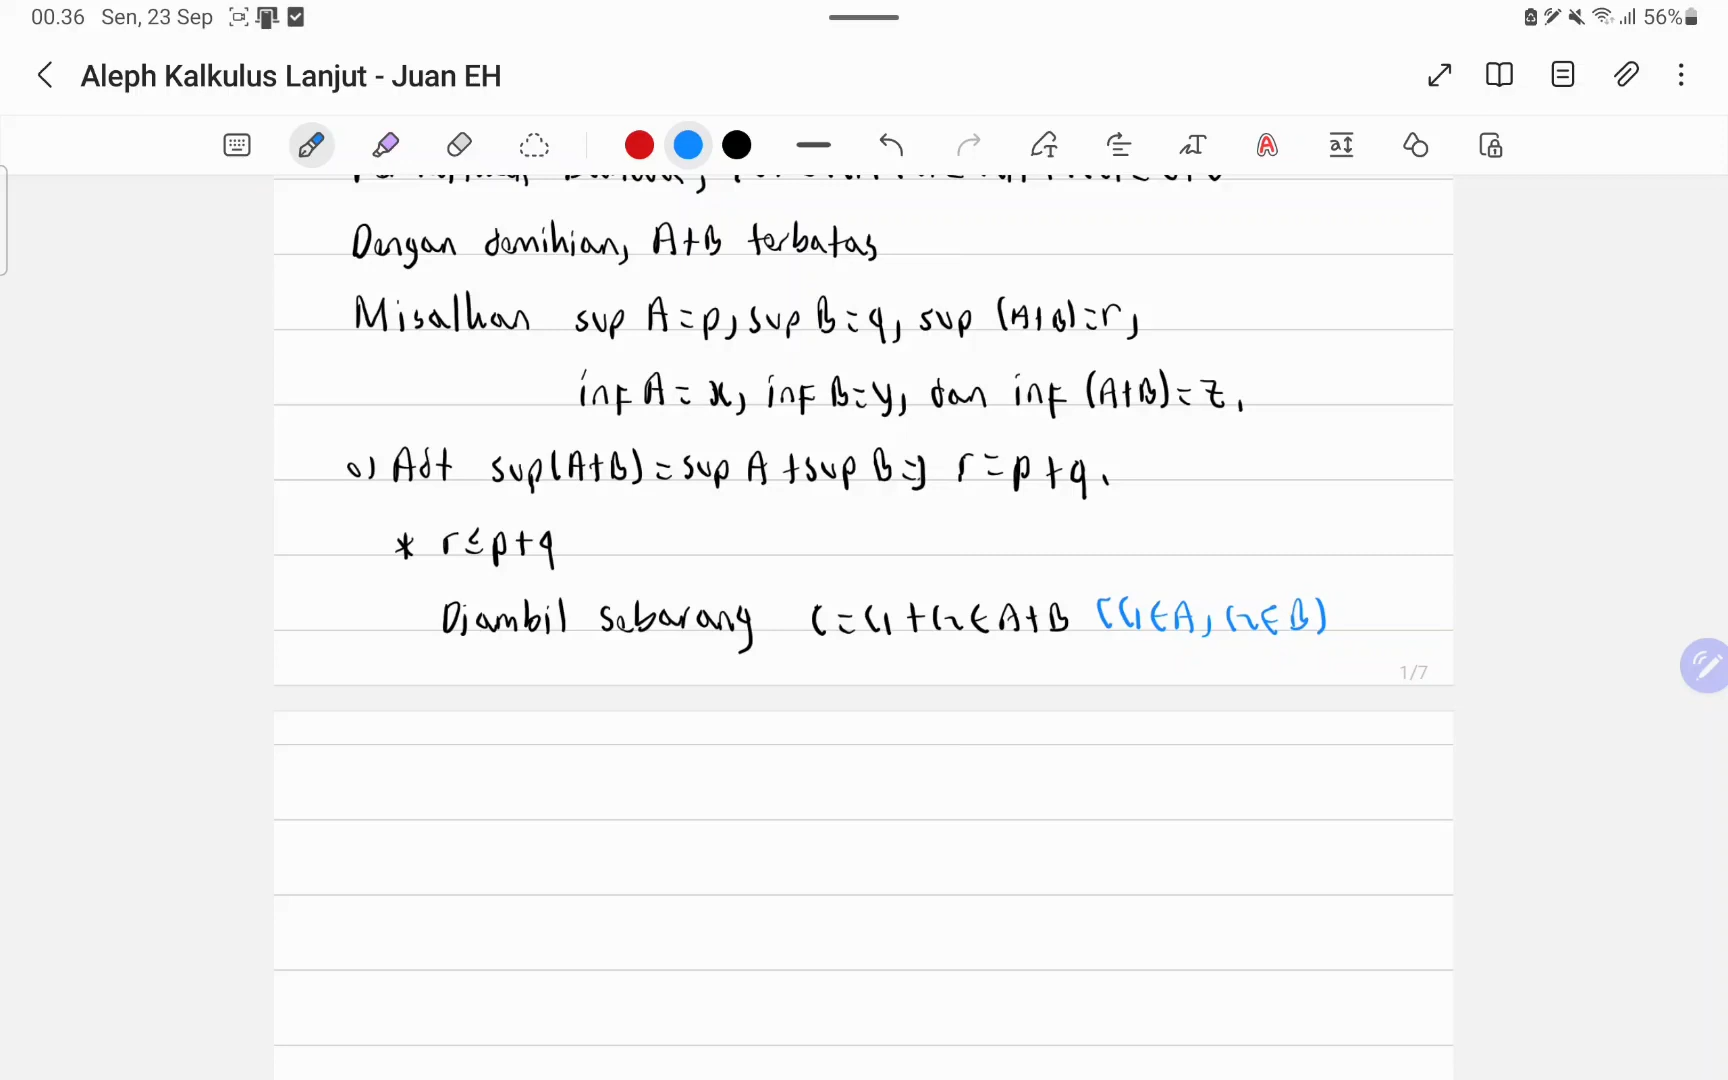 00.36 Sen, 23 Sep 56%
Aleph Kalkulus Lanjut - Juan EH
Dengan demikian, A+B terbatas
Misalkan sup A=p, sup B=q, sup (A+B)=r,
inf A = x, inf B=y, dan inf (A+B)=z.
o) Adt sup(A+B)=sup A +sup B => r=p+q.
* r≤p+q
Diambil sebarang c=c1+c2∈A+B (c1∈A, c2∈B)
1/7